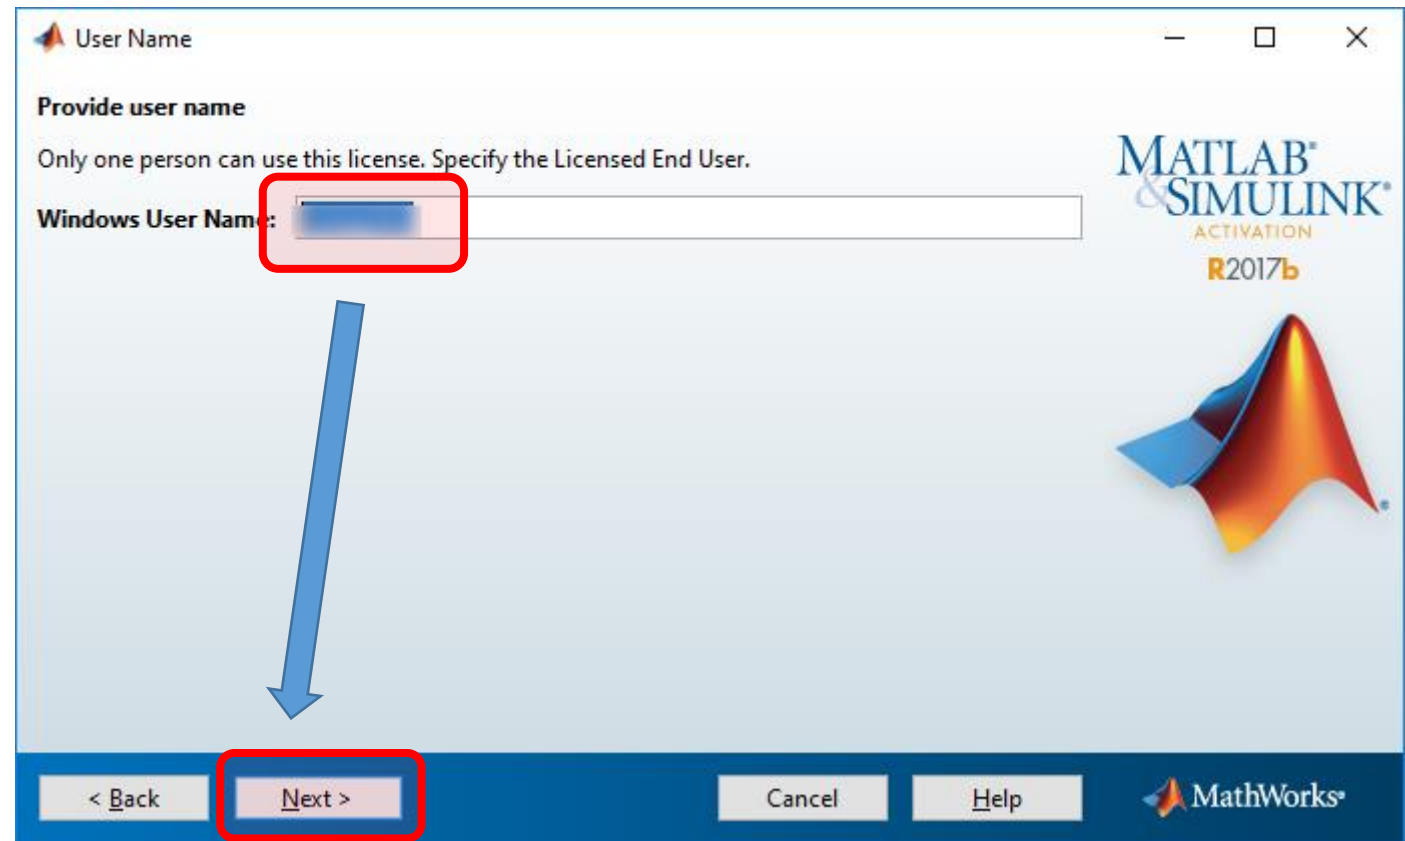 User Name
Provide user name
Only one person can use this license. Specify the Licensed End User.
Windows User Name:
MATLAB®
&SIMULINK®
ACTIVATION
R2017b
< Back
Next >
Cancel
Help
MathWorks®